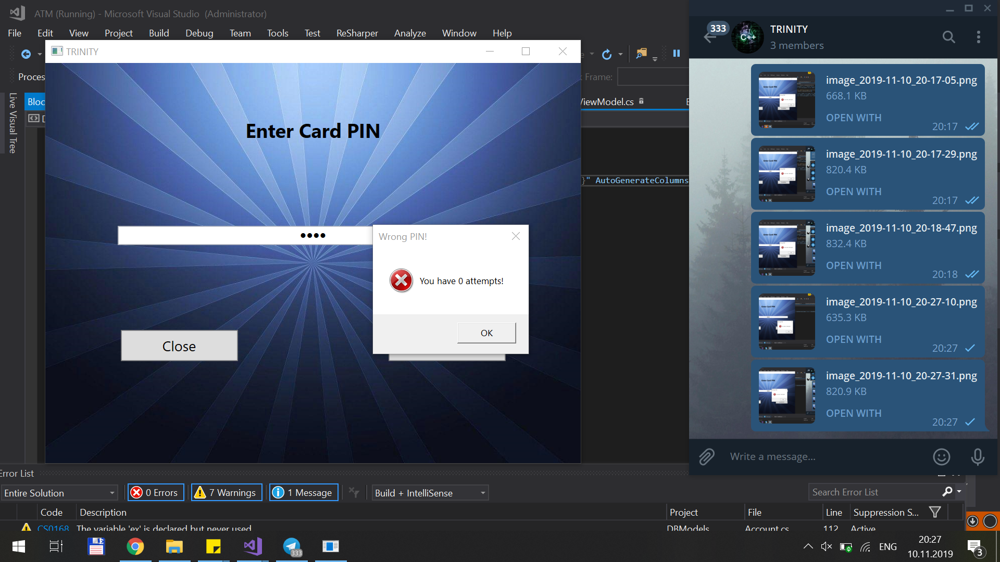 ATM (Running) - Microsoft Visual Studio (Administrator)
File Edit View Project Build Debug Team Tools Test ReSharper Analyze Window Help
TRINITY
Proces
Frame:
Live Visual Tree
Bloc
ViewModel.cs
Enter Card PIN
}" AutoGenerateColumns
●●●●
Wrong PIN!
You have 0 attempts!
OK
Close
333
C++
TRINITY
3 members
image_2019-11-10_20-17-05.png
668.1 KB
OPEN WITH
20:17
image_2019-11-10_20-17-29.png
820.4 KB
OPEN WITH
20:17
image_2019-11-10_20-18-47.png
832.4 KB
OPEN WITH
20:18
image_2019-11-10_20-27-10.png
635.3 KB
OPEN WITH
20:27
image_2019-11-10_20-27-31.png
820.9 KB
OPEN WITH
20:27
Write a message...
Error List
Entire Solution 0 Errors 7 Warnings 1 Message Build + IntelliSense Search Error List
Code Description Project File Line Suppression S...
CS0168 The variable 'ex' is declared but never used DBModels Account.cs 112 Active
333
ENG
20:27
10.11.2019
3